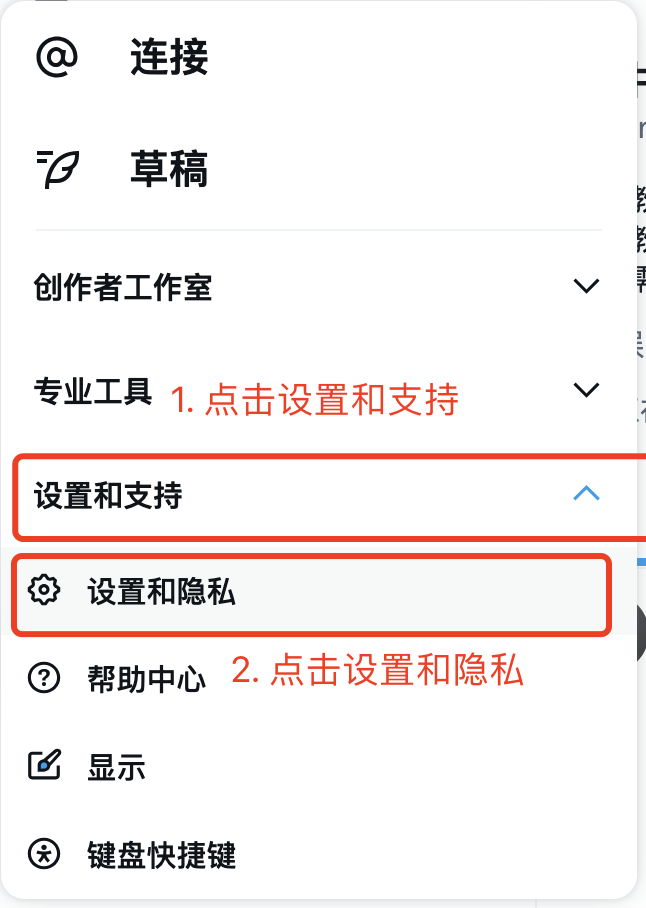 连接
草稿
创作者工作室
专业工具
1. 点击设置和支持
设置和支持
设置和隐私
帮助中心
2. 点击设置和隐私
显示
键盘快捷键